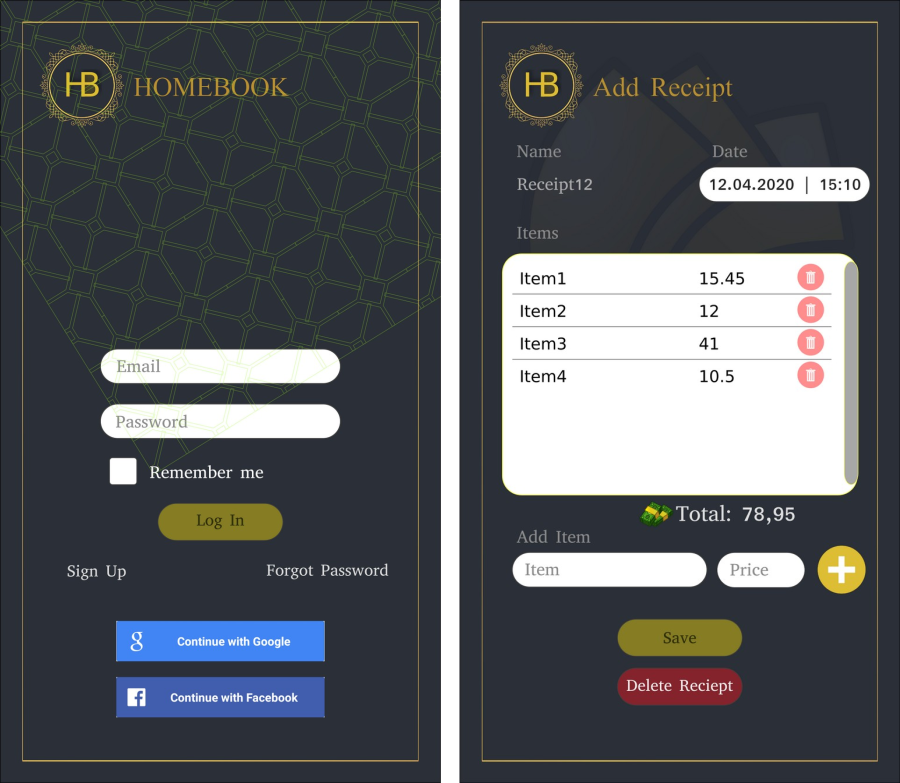 HB HOMEBOOK
Email
Password
Remember me
Log In
Sign Up Forgot Password
g Continue with Google
f Continue with Facebook
HB Add Receipt
Name Date
Receipt12 12.04.2020 | 15:10
Items
Item1 15.45
Item2 12
Item3 41
Item4 10.5
Total: 78,95
Add Item
Item Price
Save
Delete Reciept